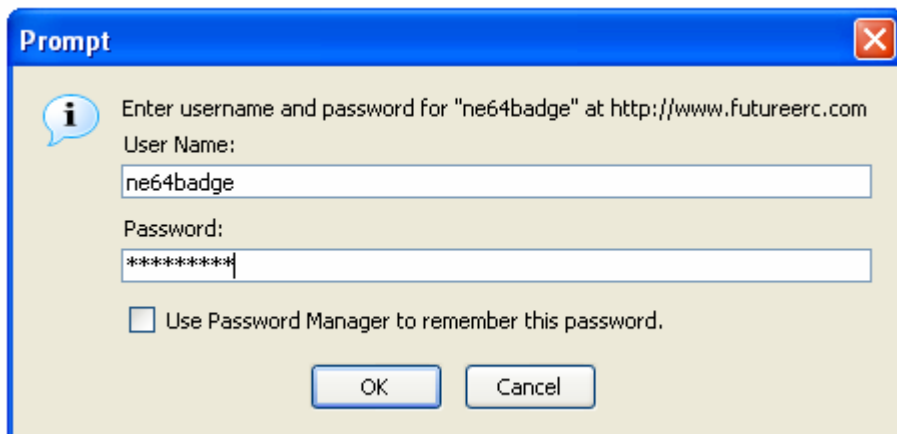 Prompt
Enter username and password for "ne64badge" at http://www.futureerc.com
User Name:
ne64badge
Password:
*********
Use Password Manager to remember this password.
OK
Cancel